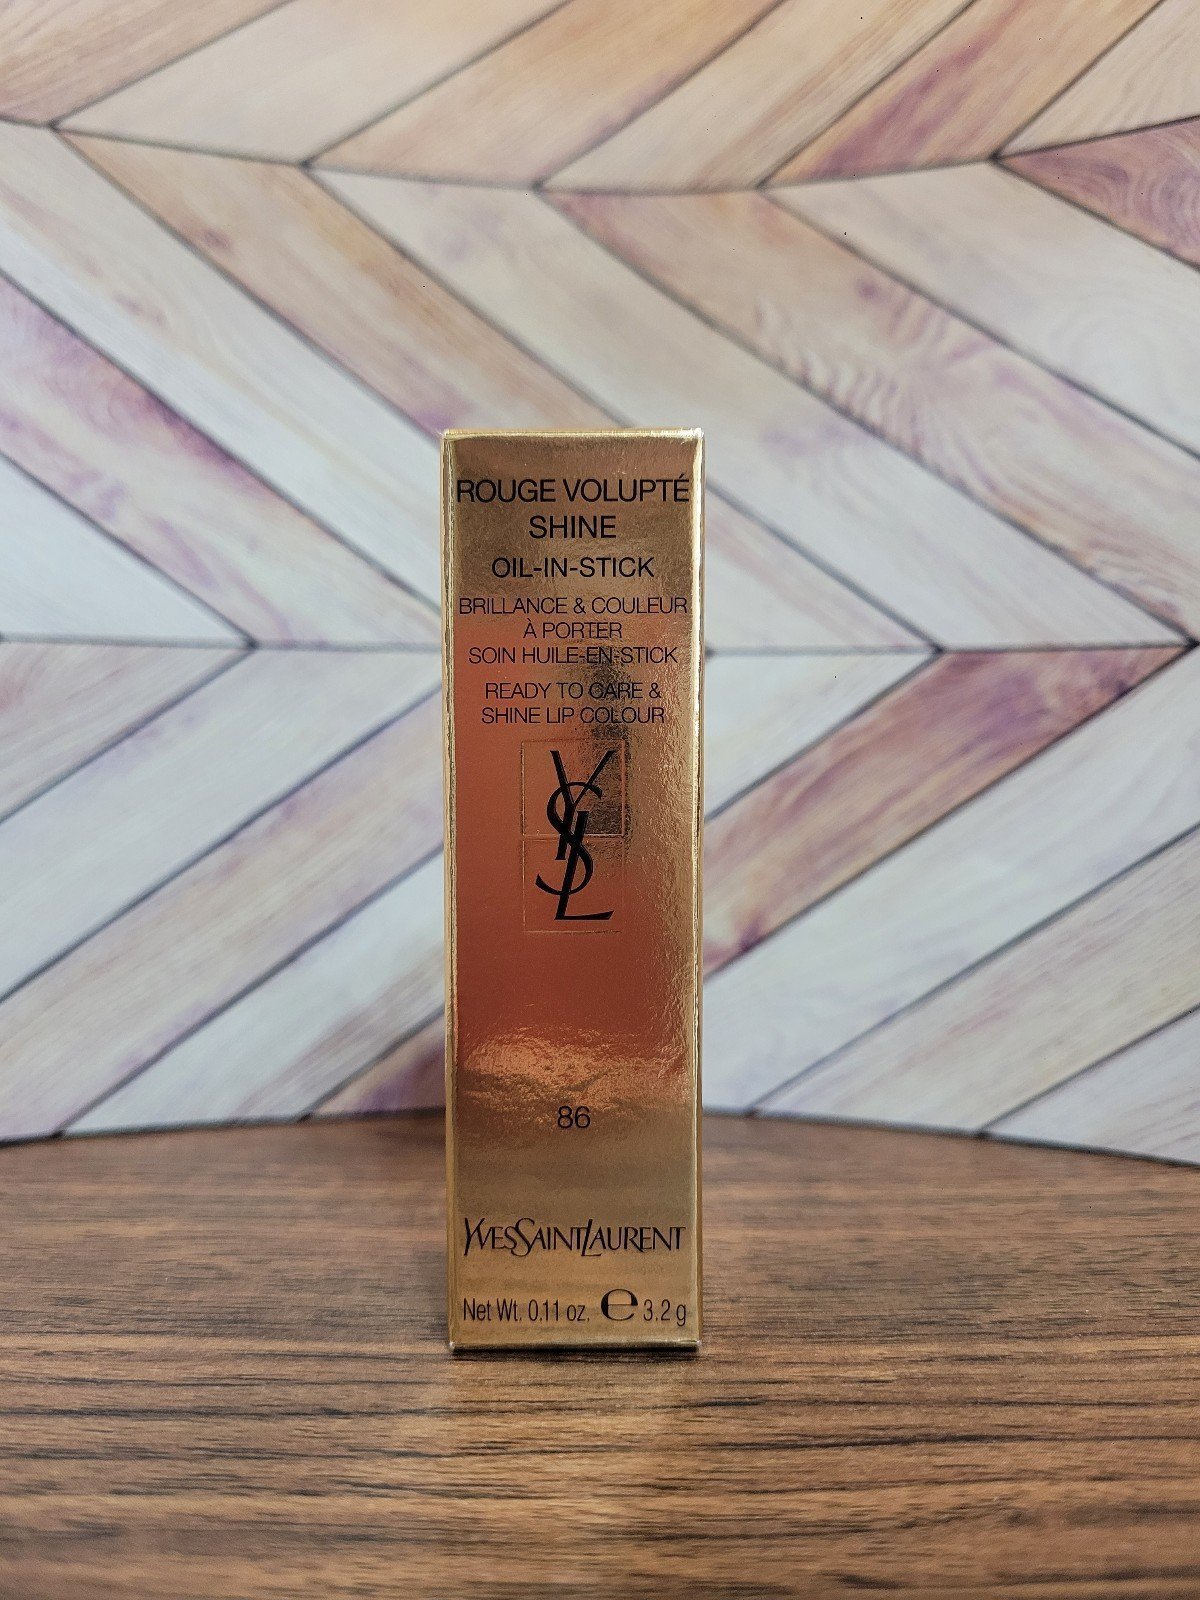 ROUGE VOLUPTÉ
SHINE
OIL-IN-STICK
BRILLANCE & COULEUR
À PORTER
SOIN HUILE-EN-STICK
READY TO CARE &
SHINE LIP COLOUR
YSL
86
YVESSAINTLAURENT
Net Wt. 0.11 oz. ℮ 3.2 g